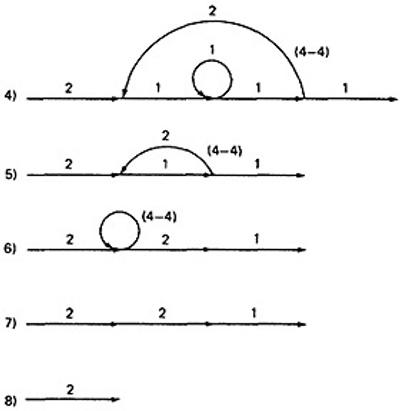 2
(4–4)
1
4) 2 1 1 1
2
(4–4)
5) 2 1 1
(4–4)
6) 2 2 1
7) 2 2 1
8) 2